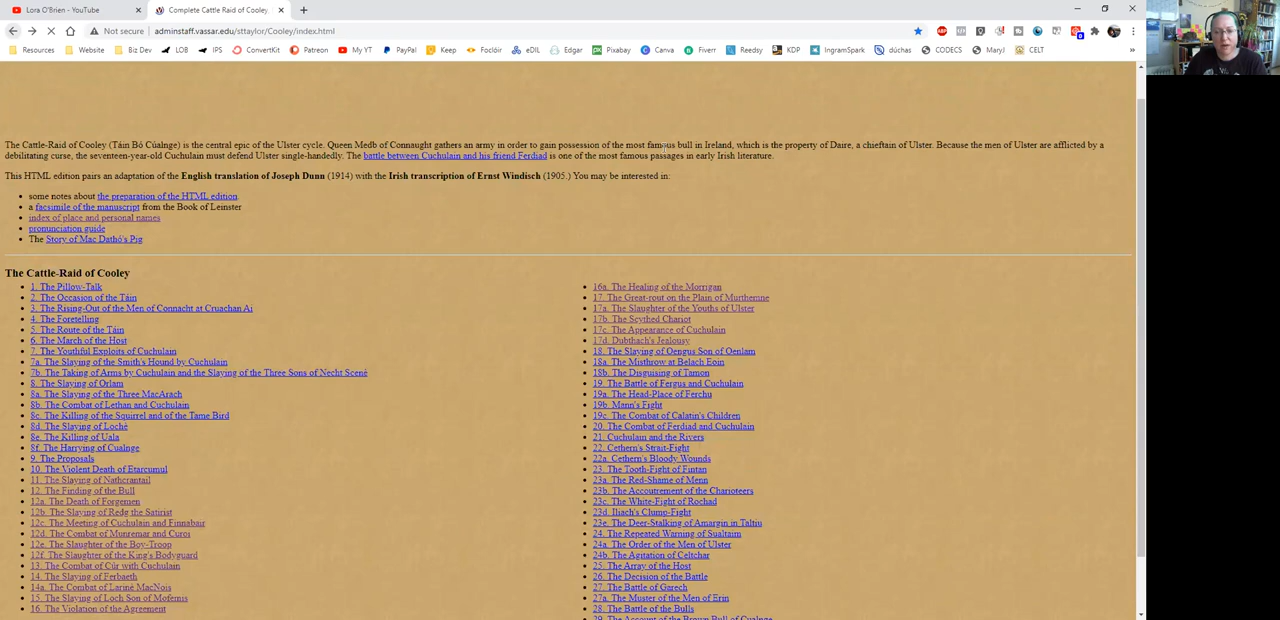 Lora O'Brien - YouTube
Complete Cattle Raid of Cooley,
Not secure | adminstaff.vassar.edu/sttaylor/Cooley/index.html
Resources Website Biz Dev LOB IPS ConvertKit Patreon My YT PayPal Keep Foclóir eDIL Edgar Pixabay Canva Fiverr Reedsy KDP IngramSpark dúchas CODECS MaryJ CELT
The Cattle-Raid of Cooley (Táin Bó Cúalnge) is the central epic of the Ulster cycle. Queen Medb of Connaught gathers an army in order to gain possession of the most famous bull in Ireland, which is the property of Daire, a chieftain of Ulster. Because the men of Ulster are afflicted by a
debilitating curse, the seventeen-year-old Cuchulain must defend Ulster single-handedly. The battle between Cuchulain and his friend Ferdiad is one of the most famous passages in early Irish literature.
This HTML edition pairs an adaptation of the English translation of Joseph Dunn (1914) with the Irish transcription of Ernst Windisch (1905.) You may be interested in:
some notes about the preparation of the HTML edition.
a facsimile of the manuscript from the Book of Leinster
index of place and personal names
pronunciation guide
The Story of Mac Dathó's Pig
The Cattle-Raid of Cooley
1. The Pillow-Talk
2. The Occasion of the Táin
3. The Rising-Out of the Men of Connacht at Cruachan Ai
4. The Foretelling
5. The Route of the Táin
6. The March of the Host
7. The Youthful Exploits of Cuchulain
7a. The Slaying of the Smith's Hound by Cuchulain
7b. The Taking of Arms by Cuchulain and the Slaying of the Three Sons of Necht Scenè
8. The Slaying of Orlam
8a. The Slaying of the Three MacArach
8b. The Combat of Lethan and Cuchulain
8c. The Killing of the Squirrel and of the Tame Bird
8d. The Slaying of Lochè
8e. The Killing of Uala
8f. The Harrying of Cualnge
9. The Proposals
10. The Violent Death of Etarcumul
11. The Slaying of Nathcrantail
12. The Finding of the Bull
12a. The Death of Forgemen
12b. The Slaying of Redg the Satirist
12c. The Meeting of Cuchulain and Finnabair
12d. The Combat of Munremar and Curoi
12e. The Slaughter of the Boy-Troop
12f. The Slaughter of the King's Bodyguard
13. The Combat of Cûr with Cuchulain
14. The Slaying of Ferbaeth
14a. The Combat of Larinè MacNois
15. The Slaying of Loch Son of Mofemis
16. The Violation of the Agreement
16a. The Healing of the Morrigan
17. The Great-rout on the Plain of Murthemne
17a. The Slaughter of the Youths of Ulster
17b. The Scythed Chariot
17c. The Appearance of Cuchulain
17d. Dubthach's Jealousy
18. The Slaying of Oengus Son of Oenlam
18a. The Misthrow at Belach Eoin
18b. The Disguising of Tamon
19. The Battle of Fergus and Cuchulain
19a. The Head-Place of Ferchu
19b. Mann's Fight
19c. The Combat of Calatin's Children
20. The Combat of Ferdiad and Cuchulain
21. Cuchulain and the Rivers
22. Cethern's Strait-Fight
22a. Cethern's Bloody Wounds
23. The Tooth-Fight of Fintan
23a. The Red-Shame of Menn
23b. The Accoutrement of the Charioteers
23c. The White-Fight of Rochad
23d. Iliach's Clump-Fight
23e. The Deer-Stalking of Amargin in Taltiu
24. The Repeated Warning of Sualtaim
24a. The Order of the Men of Ulster
24b. The Agitation of Celtchar
25. The Array of the Host
26. The Decision of the Battle
27. The Battle of Garech
27a. The Muster of the Men of Erin
28. The Battle of the Bulls
29. The Account of the Brown Bull of Cualnge